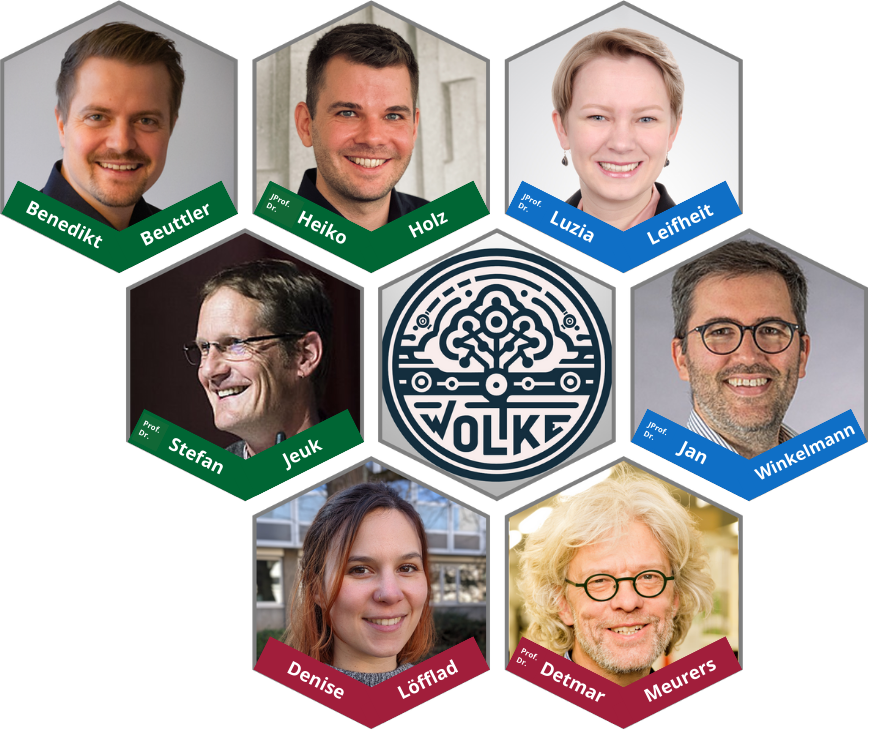 Benedikt Beuttler
JProf. Dr. Heiko Holz
JProf. Dr. Luzia Leifheit
Prof. Dr. Stefan Jeuk
WOLKE
JProf. Dr. Jan Winkelmann
Denise Löfflad
Prof. Dr. Detmar Meurers